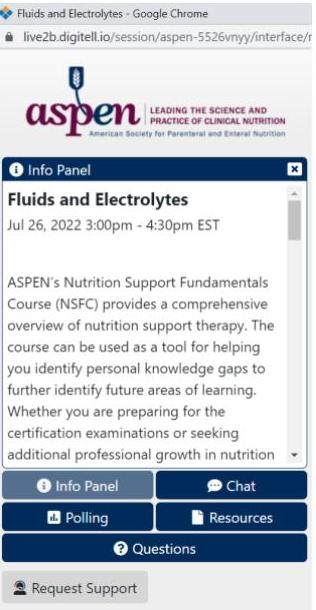 Fluids and Electrolytes - Google Chrome
live2b.digitell.io/session/aspen-5526vnyy/interface/
aspen
LEADING THE SCIENCE AND
PRACTICE OF CLINICAL NUTRITION
American Society for Parenteral and Enteral Nutrition
Info Panel
Fluids and Electrolytes
Jul 26, 2022 3:00pm - 4:30pm EST
ASPEN's Nutrition Support Fundamentals
Course (NSFC) provides a comprehensive
overview of nutrition support therapy. The
course can be used as a tool for helping
you identify personal knowledge gaps to
further identify future areas of learning.
Whether you are preparing for the
certification examinations or seeking
additional professional growth in nutrition
Info Panel
Chat
Polling
Resources
Questions
Request Support